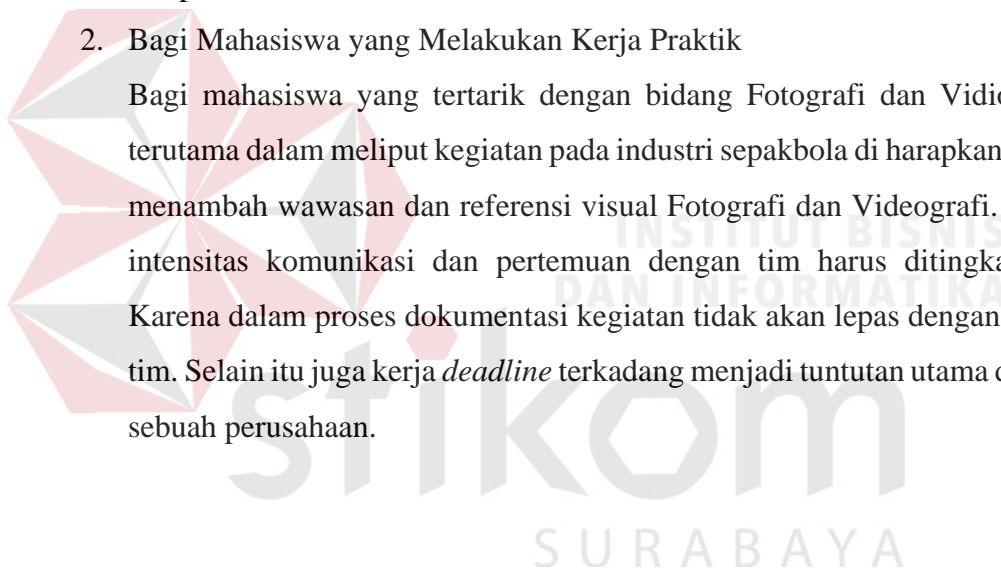 2. Bagi Mahasiswa yang Melakukan Kerja Praktik
Bagi mahasiswa yang tertarik dengan bidang Fotografi dan
terutama dalam meliput kegiatan pada industri sepakbola di harapkan
menambah wawasan dan referensi visual Fotografi dan Videografi.
INSTITUT BISNIS
intensitas komunikasi dan pertemuan dengan tim harus
DAN INFORMATIKA
Karena dalam proses dokumentasi kegiatan tidak akan lepas dengan
tim. Selain itu juga kerja deadline terkadang menjadi tuntutan utama
sebuah perusahaan.
stikom
SURABAYA